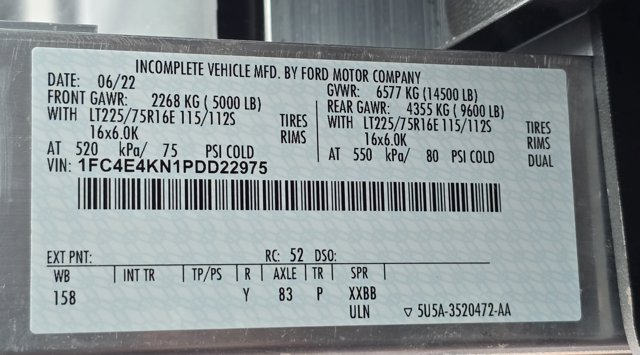 INCOMPLETE VEHICLE MFD. BY FORD MOTOR COMPANY
DATE: 06/22 GVWR: 6577 KG (14500 LB)
FRONT GAWR: 2268 KG ( 5000 LB) REAR GAWR: 4355 KG ( 9600 LB)
WITH LT225/75R16E 115/112S TIRES WITH LT225/75R16E 115/112S TIRES
16x6.0K RIMS 16x6.0K RIMS
AT 520 kPa/ 75 PSI COLD AT 550 kPa/ 80 PSI COLD DUAL
VIN: 1FC4E4KN1PDD22975
EXT PNT: RC: 52 DSO:
WB INT TR TP/PS R AXLE TR SPR
158 Y 83 P XXBB
ULN ▽ 5U5A-3520472-AA